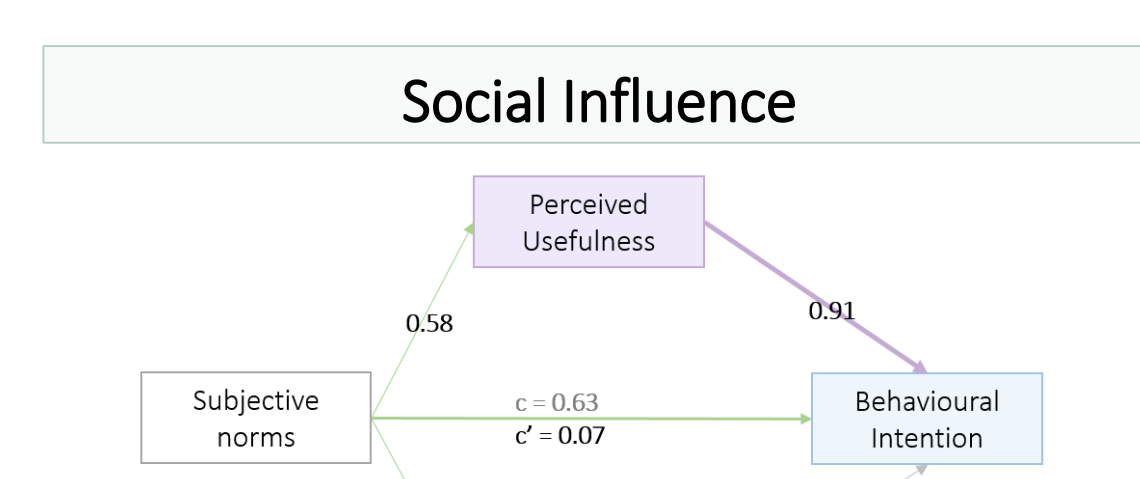 Social Influence
Perceived
Usefulness
0.58
0.91
Subjective
norms
c = 0.63
c′ = 0.07
Behavioural
Intention